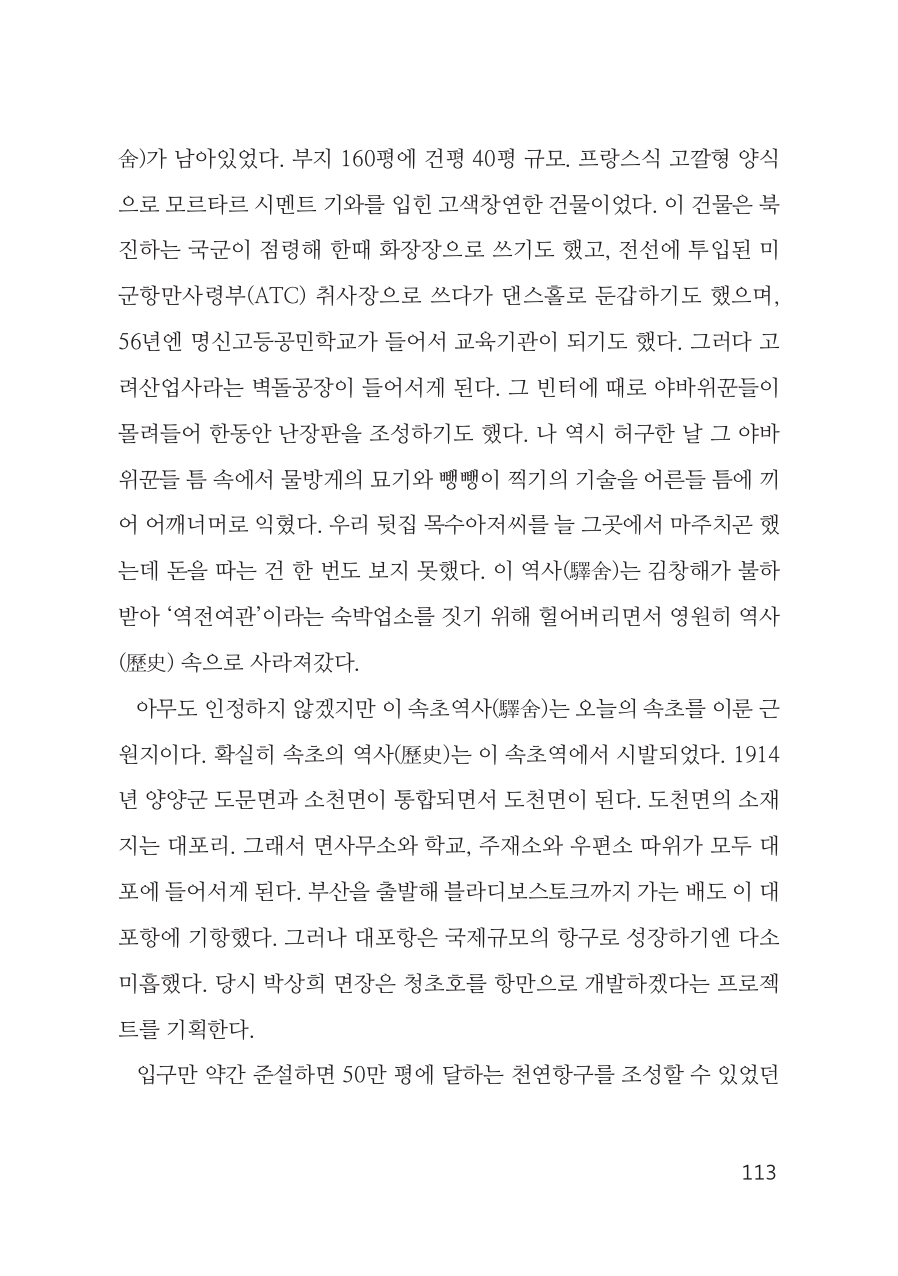 舍)가 남아있었다. 부지 160평에 건평 40평 규모. 프랑스식 고깔형 양식
으로 모르타르 시멘트 기와를 입힌 고색창연한 건물이었다. 이 건물은 북
진하는 국군이 점령해 한때 화장장으로 쓰기도 했고, 전선에 투입된 미
군항만사령부(ATC) 취사장으로 쓰다가 댄스홀로 둔갑하기도 했으며,
56년엔 명신고등공민학교가 들어서 교육기관이 되기도 했다. 그러다 고
려산업사라는 벽돌공장이 들어서게 된다. 그 빈터에 때로 야바위꾼들이
몰려들어 한동안 난장판을 조성하기도 했다. 나 역시 허구한 날 그 야바
위꾼들 틈 속에서 물방게의 묘기와 뺑뺑이 찍기의 기술을 어른들 틈에 끼
어 어깨너머로 익혔다. 우리 뒷집 목수아저씨를 늘 그곳에서 마주치곤 했
는데 돈을 따는 건 한 번도 보지 못했다. 이 역사(驛舍)는 김창해가 불하
받아 ‘역전여관’이라는 숙박업소를 짓기 위해 헐어버리면서 영원히 역사
(歷史) 속으로 사라져갔다.
아무도 인정하지 않겠지만 이 속초역사(驛舍)는 오늘의 속초를 이룬 근
원지이다. 확실히 속초의 역사(歷史)는 이 속초역에서 시발되었다. 1914
년 양양군 도문면과 소천면이 통합되면서 도천면이 된다. 도천면의 소재
지는 대포리. 그래서 면사무소와 학교, 주재소와 우편소 따위가 모두 대
포에 들어서게 된다. 부산을 출발해 블라디보스토크까지 가는 배도 이 대
포항에 기항했다. 그러나 대포항은 국제규모의 항구로 성장하기엔 다소
미흡했다. 당시 박상희 면장은 청초호를 항만으로 개발하겠다는 프로젝
트를 기획한다.
입구만 약간 준설하면 50만 평에 달하는 천연항구를 조성할 수 있었던
113